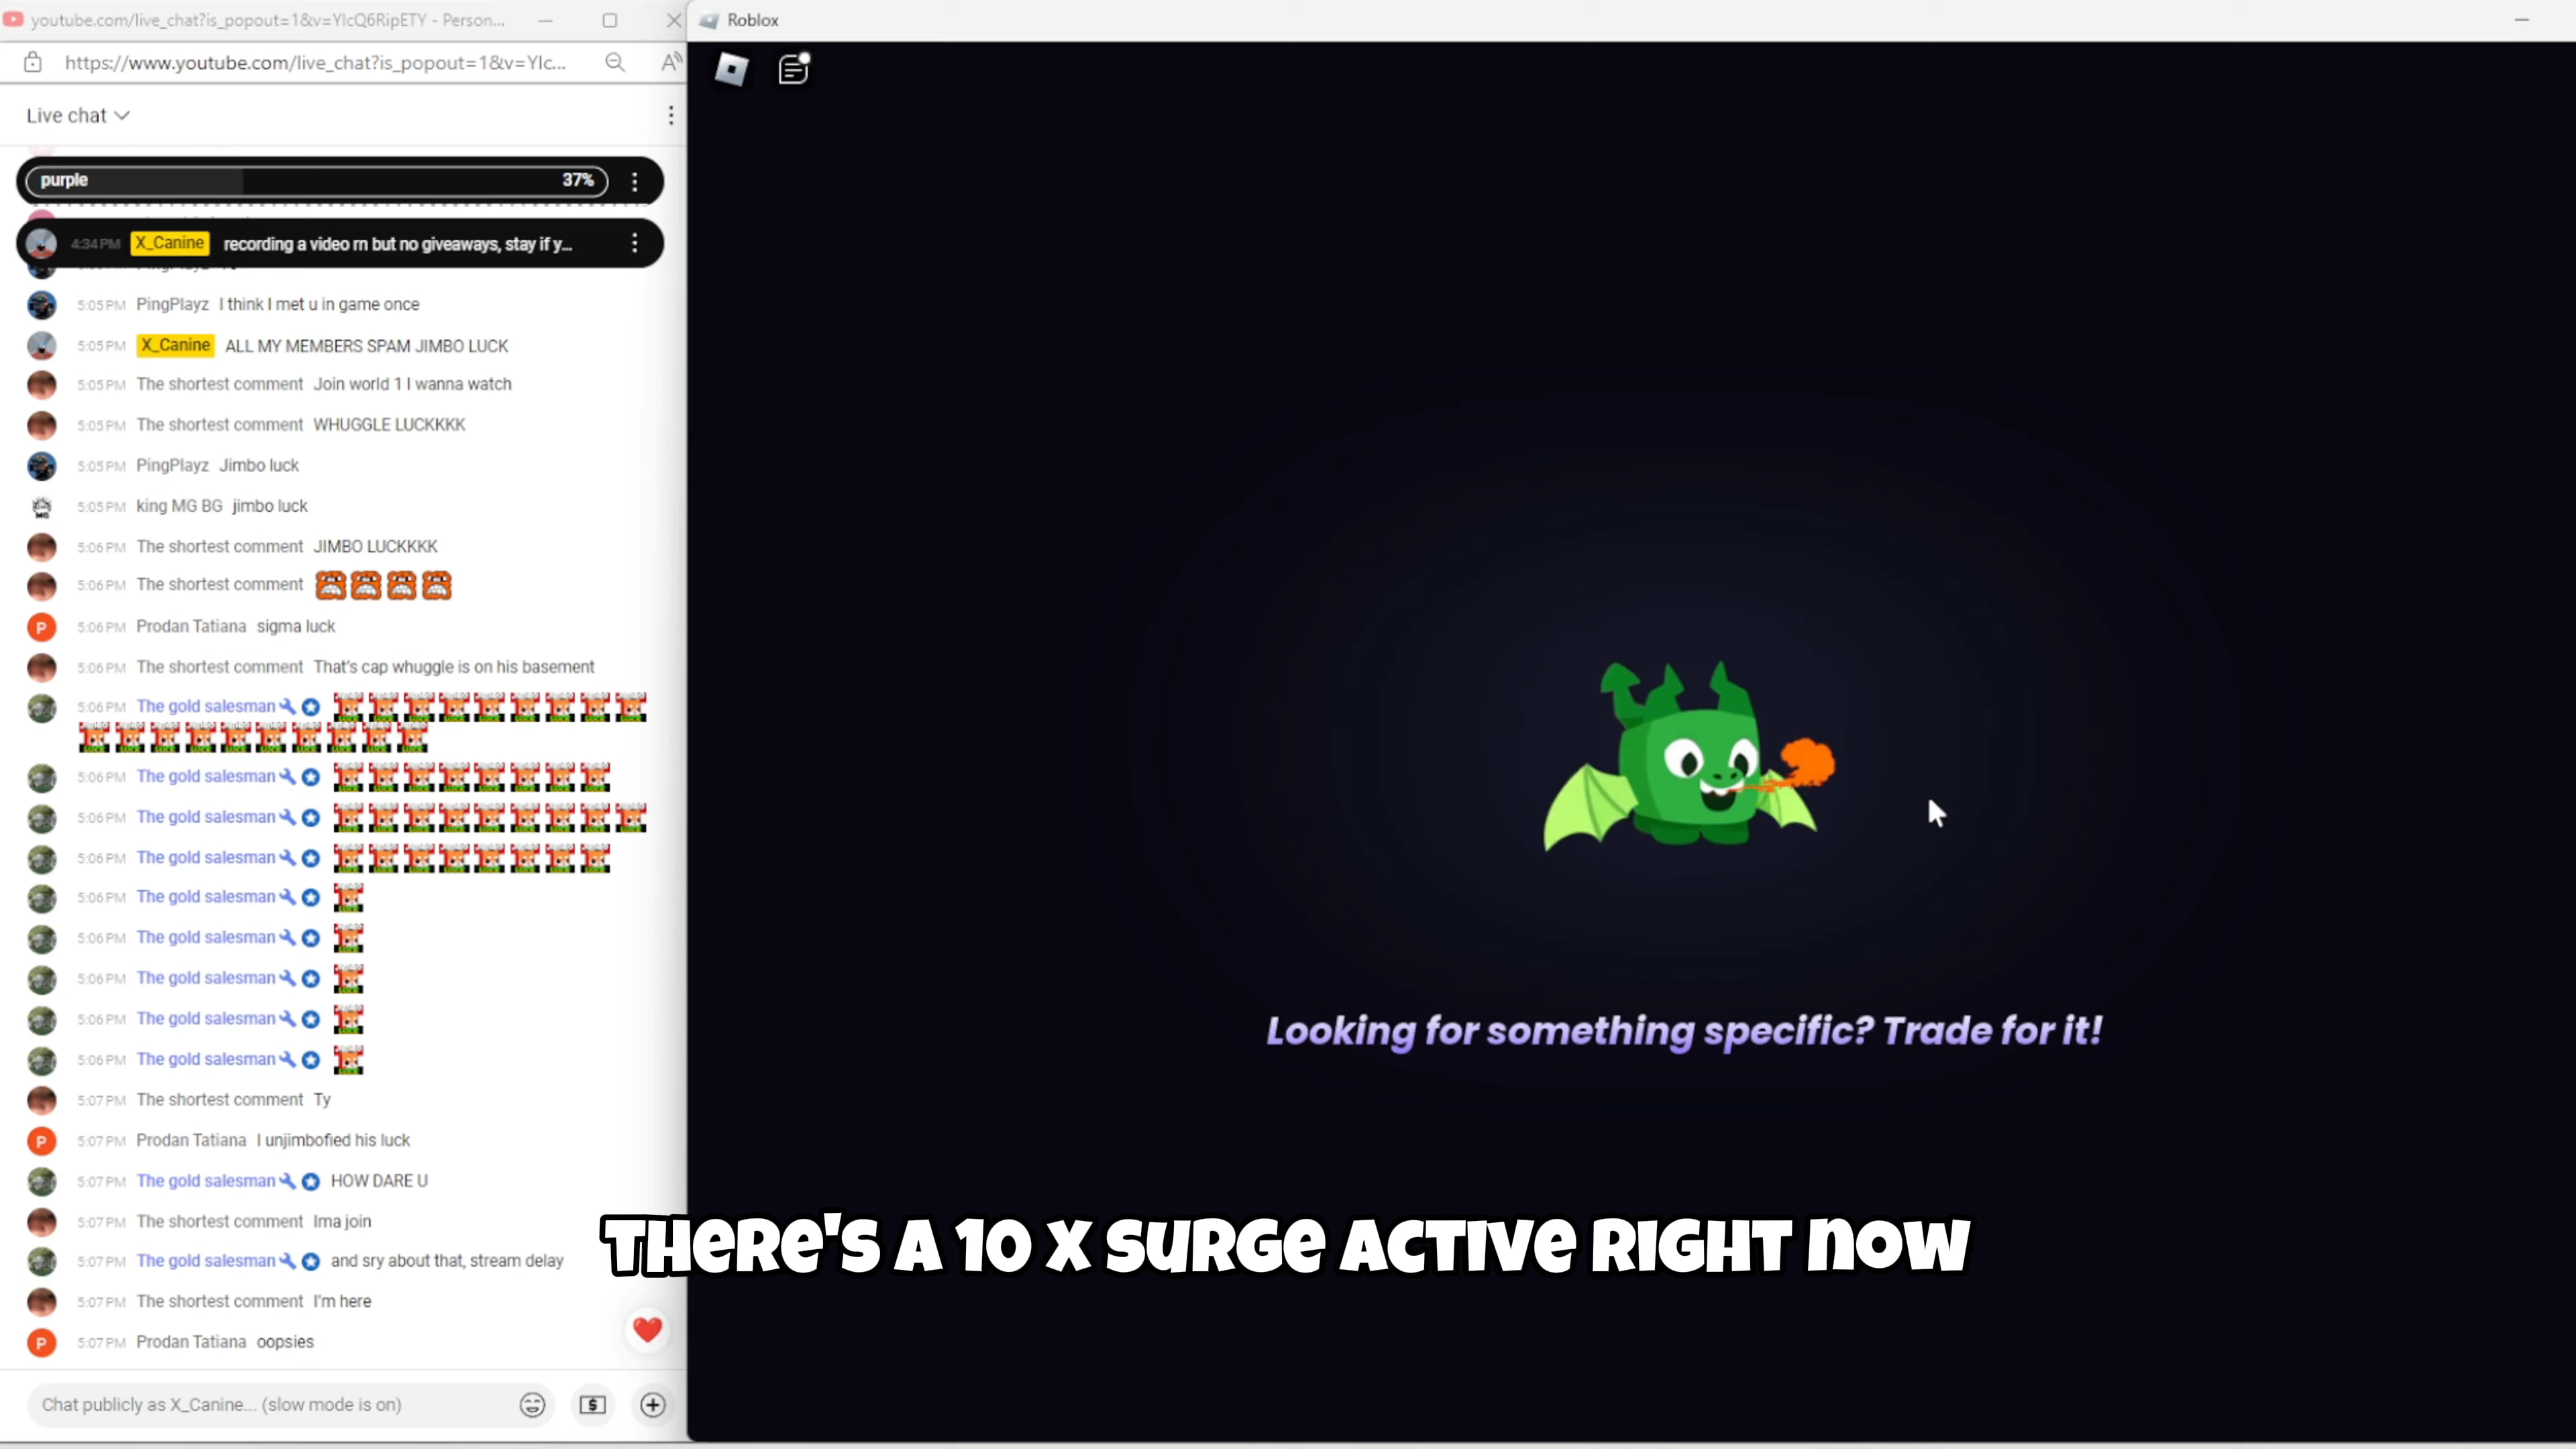 youtube.com/live_chat?is_popout=1&v=YIcQ6RipETY - Person...
https://www.youtube.com/live_chat?is_popout=1&v=YIc...
Live chat
purple 37%
4:34 PM X_Canine recording a video rn but no giveaways, stay if y...
5:05 PM PingPlayz I think I met u in game once
5:05 PM X_Canine ALL MY MEMBERS SPAM JIMBO LUCK
5:05 PM The shortest comment Join world 1 I wanna watch
5:05 PM The shortest comment WHUGGLE LUCKKKK
5:05 PM PingPlayz Jimbo luck
5:05 PM king MG BG jimbo luck
5:06 PM The shortest comment JIMBO LUCKKKK
5:06 PM The shortest comment
P 5:06 PM Prodan Tatiana sigma luck
5:06 PM The shortest comment That's cap whuggle is on his basement
5:06 PM The gold salesman
5:06 PM The gold salesman
5:06 PM The gold salesman
5:06 PM The gold salesman
5:06 PM The gold salesman
5:06 PM The gold salesman
5:06 PM The gold salesman
5:06 PM The gold salesman
5:06 PM The gold salesman
5:07 PM The shortest comment Ty
P 5:07 PM Prodan Tatiana I unjimbofied his luck
5:07 PM The gold salesman HOW DARE U
5:07 PM The shortest comment Ima join
5:07 PM The gold salesman and sry about that, stream delay
5:07 PM The shortest comment I'm here
P 5:07 PM Prodan Tatiana oopsies
Chat publicly as X_Canine... (slow mode is on)
Roblox
Looking for something specific? Trade for it!
THERE'S A 10 X SURGE ACTIVE RIGHT NOW